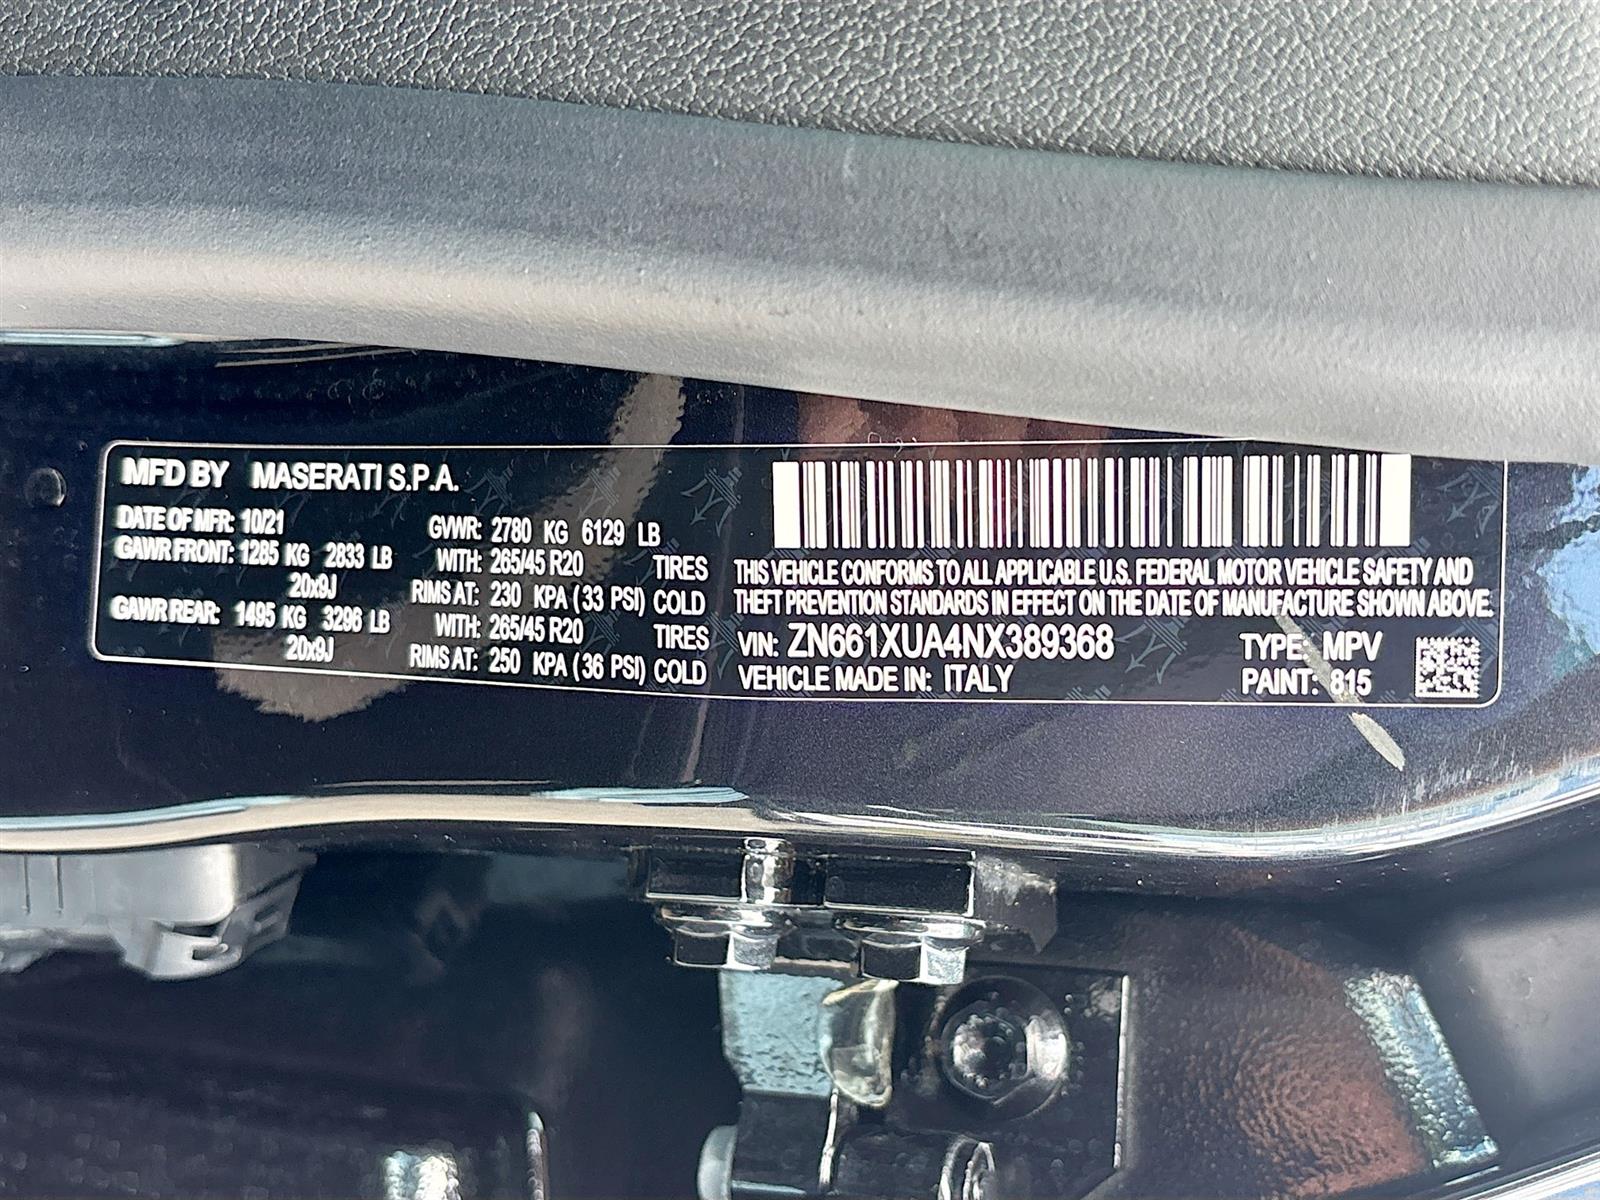 MFD BY MASERATI S.P.A.
DATE OF MFR: 10/21 GVWR: 2780 KG 6129 LB
GAWR FRONT: 1285 KG 2833 LB WITH: 265/45 R20 TIRES
20x9J RIMS AT: 230 KPA (33 PSI) COLD
GAWR REAR: 1495 KG 3296 LB WITH: 265/45 R20 TIRES
20x9J RIMS AT: 250 KPA (36 PSI) COLD
THIS VEHICLE CONFORMS TO ALL APPLICABLE U.S. FEDERAL MOTOR VEHICLE SAFETY AND
THEFT PREVENTION STANDARDS IN EFFECT ON THE DATE OF MANUFACTURE SHOWN ABOVE.
VIN: ZN661XUA4NX389368 TYPE: MPV
VEHICLE MADE IN: ITALY PAINT: 815